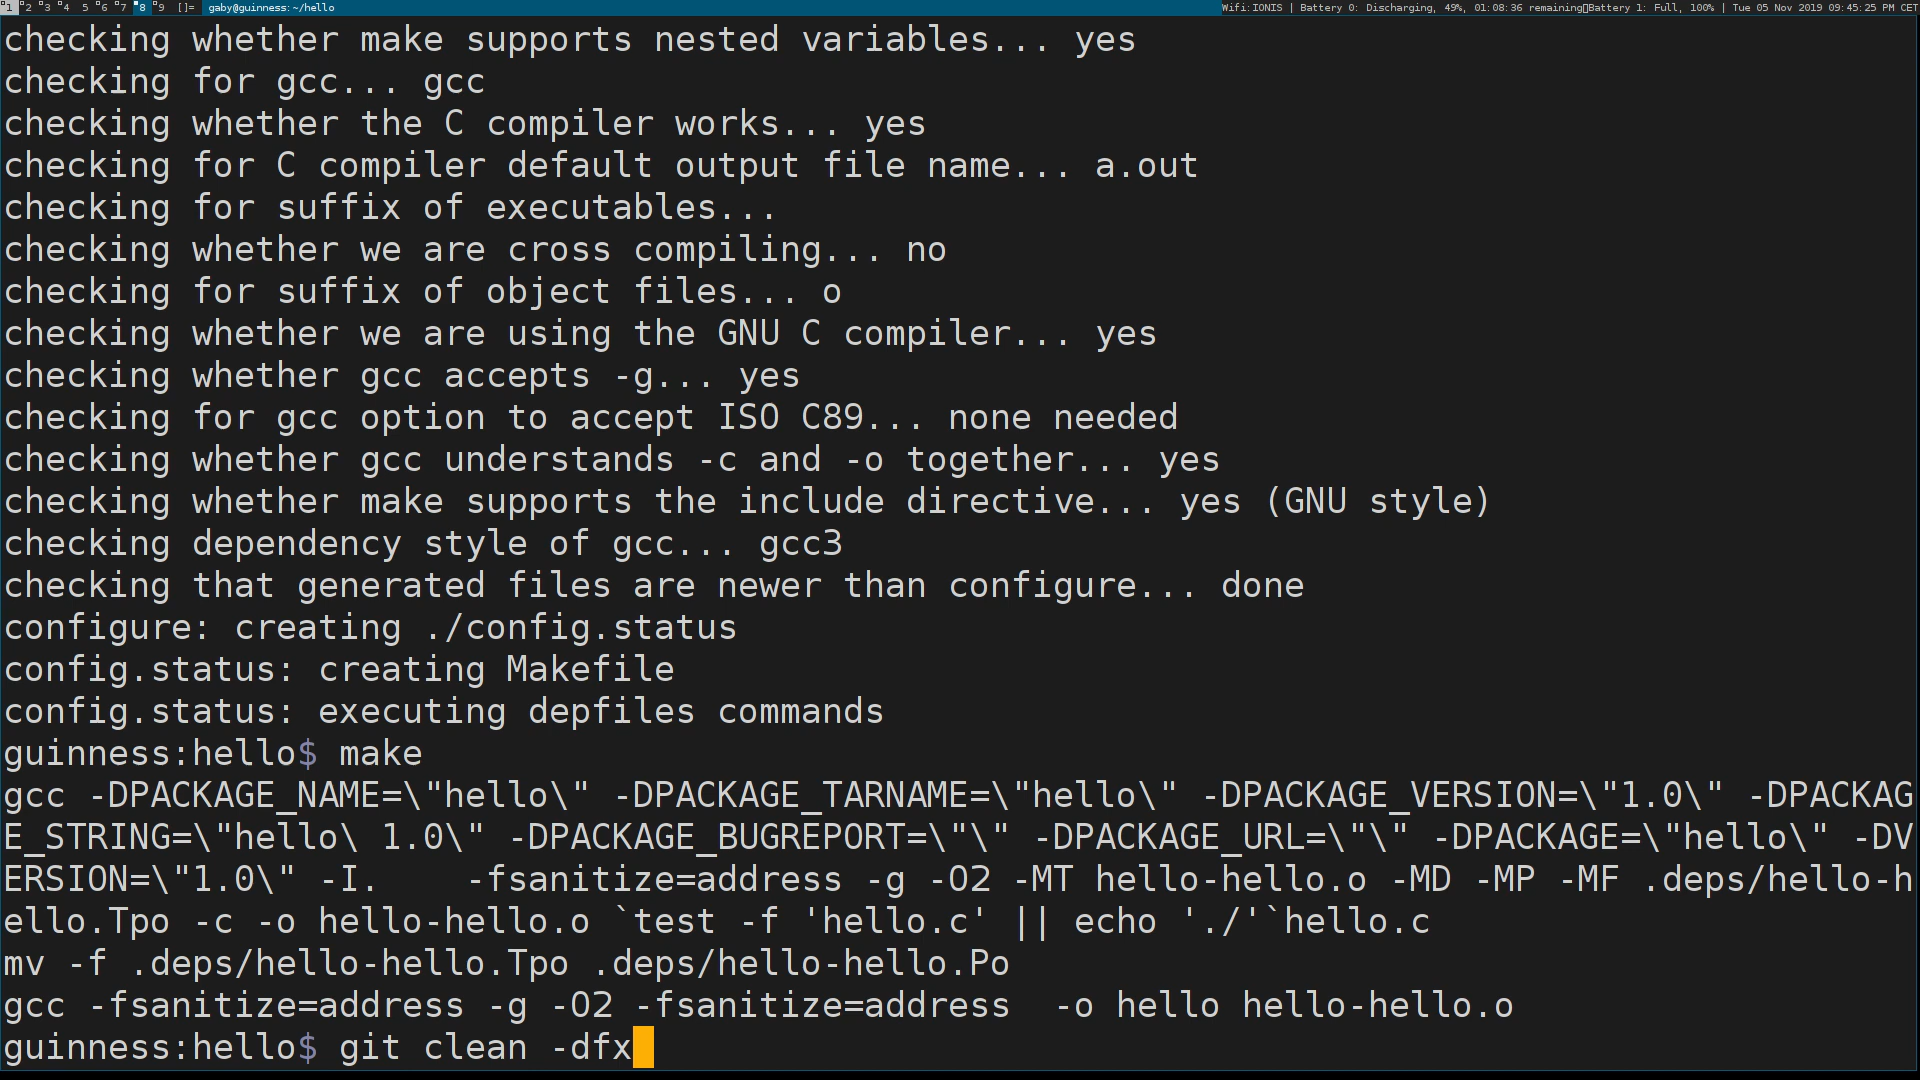 1 2 3 4 5 6 7 8 9 []= gaby@guinness:~/hello Wifi:IONIS | Battery 0: Discharging, 49%, 01:08:36 remaining▯Battery 1: Full, 100% | Tue 05 Nov 2019 09:45:25 PM CET
checking whether make supports nested variables... yes
checking for gcc... gcc
checking whether the C compiler works... yes
checking for C compiler default output file name... a.out
checking for suffix of executables...
checking whether we are cross compiling... no
checking for suffix of object files... o
checking whether we are using the GNU C compiler... yes
checking whether gcc accepts -g... yes
checking for gcc option to accept ISO C89... none needed
checking whether gcc understands -c and -o together... yes
checking whether make supports the include directive... yes (GNU style)
checking dependency style of gcc... gcc3
checking that generated files are newer than configure... done
configure: creating ./config.status
config.status: creating Makefile
config.status: executing depfiles commands
guinness:hello$ make
gcc -DPACKAGE_NAME=\"hello\" -DPACKAGE_TARNAME=\"hello\" -DPACKAGE_VERSION=\"1.0\" -DPACKAG
E_STRING=\"hello\ 1.0\" -DPACKAGE_BUGREPORT=\"\" -DPACKAGE_URL=\"\" -DPACKAGE=\"hello\" -DV
ERSION=\"1.0\" -I.    -fsanitize=address -g -O2 -MT hello-hello.o -MD -MP -MF .deps/hello-h
ello.Tpo -c -o hello-hello.o `test -f 'hello.c' || echo './'`hello.c
mv -f .deps/hello-hello.Tpo .deps/hello-hello.Po
gcc -fsanitize=address -g -O2 -fsanitize=address  -o hello hello-hello.o
guinness:hello$ git clean -dfx